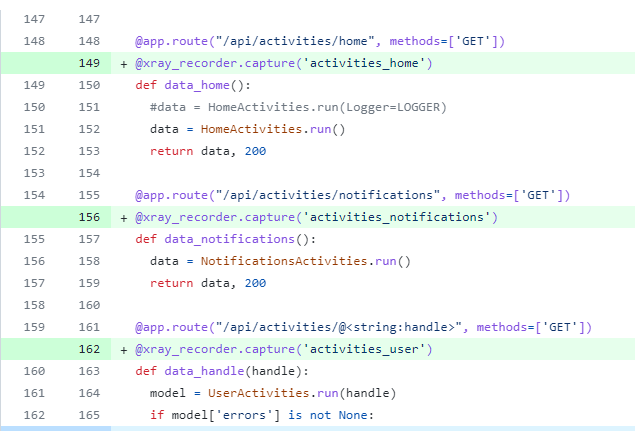 147 147
148 148 @app.route("/api/activities/home", methods=['GET'])
149 + @xray_recorder.capture('activities_home')
149 150 def data_home():
150 151 #data = HomeActivities.run(Logger=LOGGER)
151 152 data = HomeActivities.run()
152 153 return data, 200
153 154
154 155 @app.route("/api/activities/notifications", methods=['GET'])
156 + @xray_recorder.capture('activities_notifications')
155 157 def data_notifications():
156 158 data = NotificationsActivities.run()
157 159 return data, 200
158 160
159 161 @app.route("/api/activities/@<string:handle>", methods=['GET'])
162 + @xray_recorder.capture('activities_user')
160 163 def data_handle(handle):
161 164 model = UserActivities.run(handle)
162 165 if model['errors'] is not None: